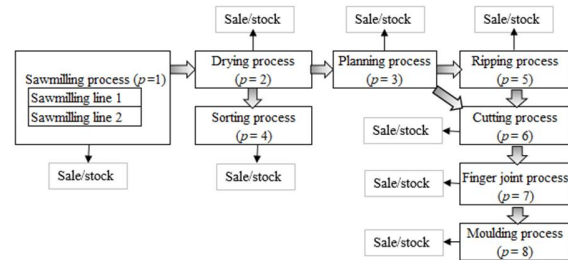 Sale/stock
Sale/stock
Sale/stock
Sawmilling process (p=1)
Sawmilling line 1
Sawmilling line 2
Drying process
(p = 2)
Planning process
(p = 3)
Ripping process
(p = 5)
Sorting process
(p = 4)
Sale/stock
Cutting process
(p = 6)
Sale/stock
Sale/stock
Sale/stock
Finger joint process
(p = 7)
Sale/stock
Moulding process
(p = 8)